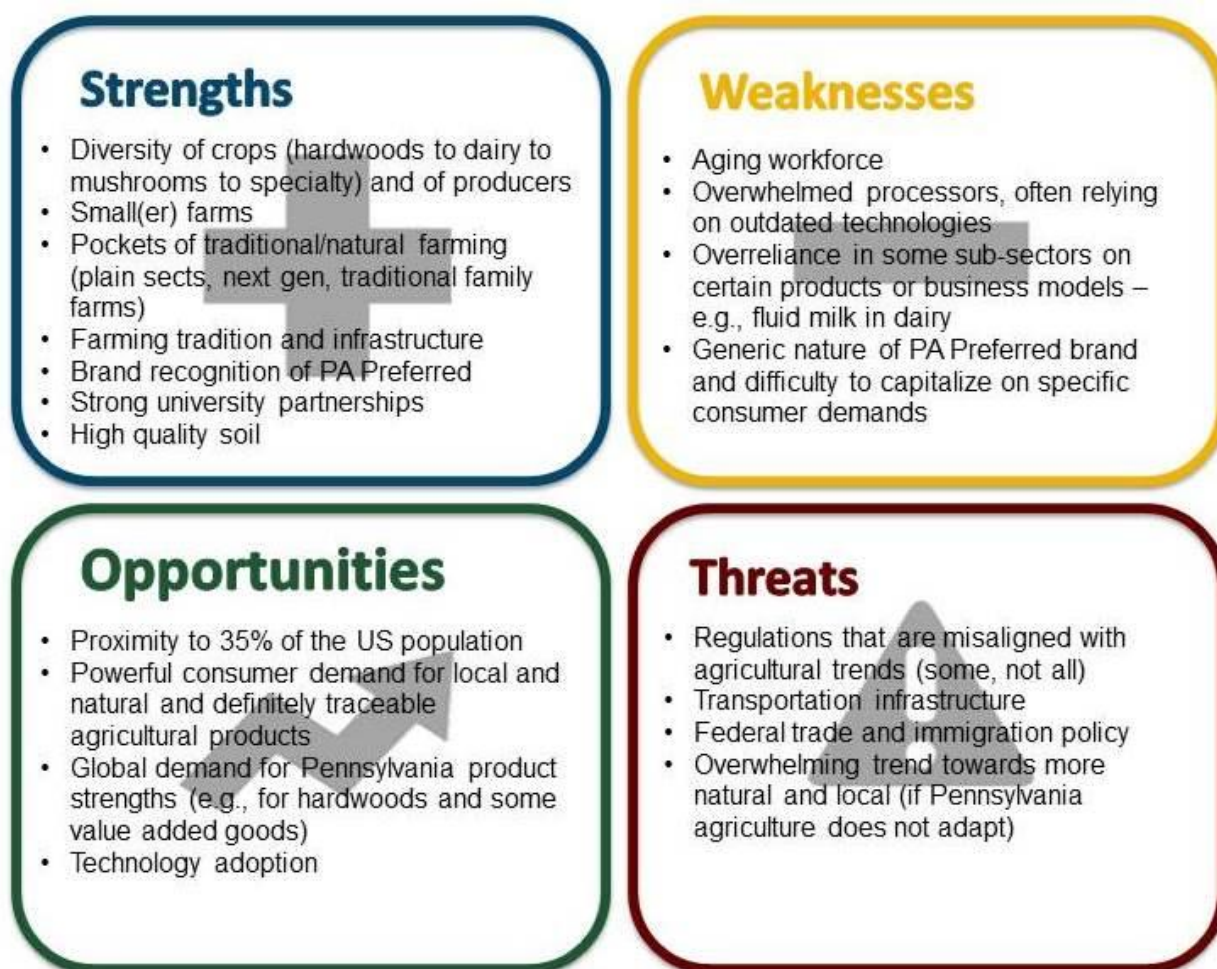 Strengths
• Diversity of crops (hardwoods to dairy to
mushrooms to specialty) and of producers
• Small(er) farms
• Pockets of traditional/natural farming
(plain sects, next gen, traditional family
farms)
• Farming tradition and infrastructure
• Brand recognition of PA Preferred
• Strong university partnerships
• High quality soil
Weaknesses
• Aging workforce
• Overwhelmed processors, often relying
on outdated technologies
• Overreliance in some sub-sectors on
certain products or business models –
e.g., fluid milk in dairy
• Generic nature of PA Preferred brand
and difficulty to capitalize on specific
consumer demands
Opportunities
• Proximity to 35% of the US population
• Powerful consumer demand for local and
natural and definitely traceable
agricultural products
• Global demand for Pennsylvania product
strengths (e.g., for hardwoods and some
value added goods)
• Technology adoption
Threats
• Regulations that are misaligned with
agricultural trends (some, not all)
• Transportation infrastructure
• Federal trade and immigration policy
• Overwhelming trend towards more
natural and local (if Pennsylvania
agriculture does not adapt)